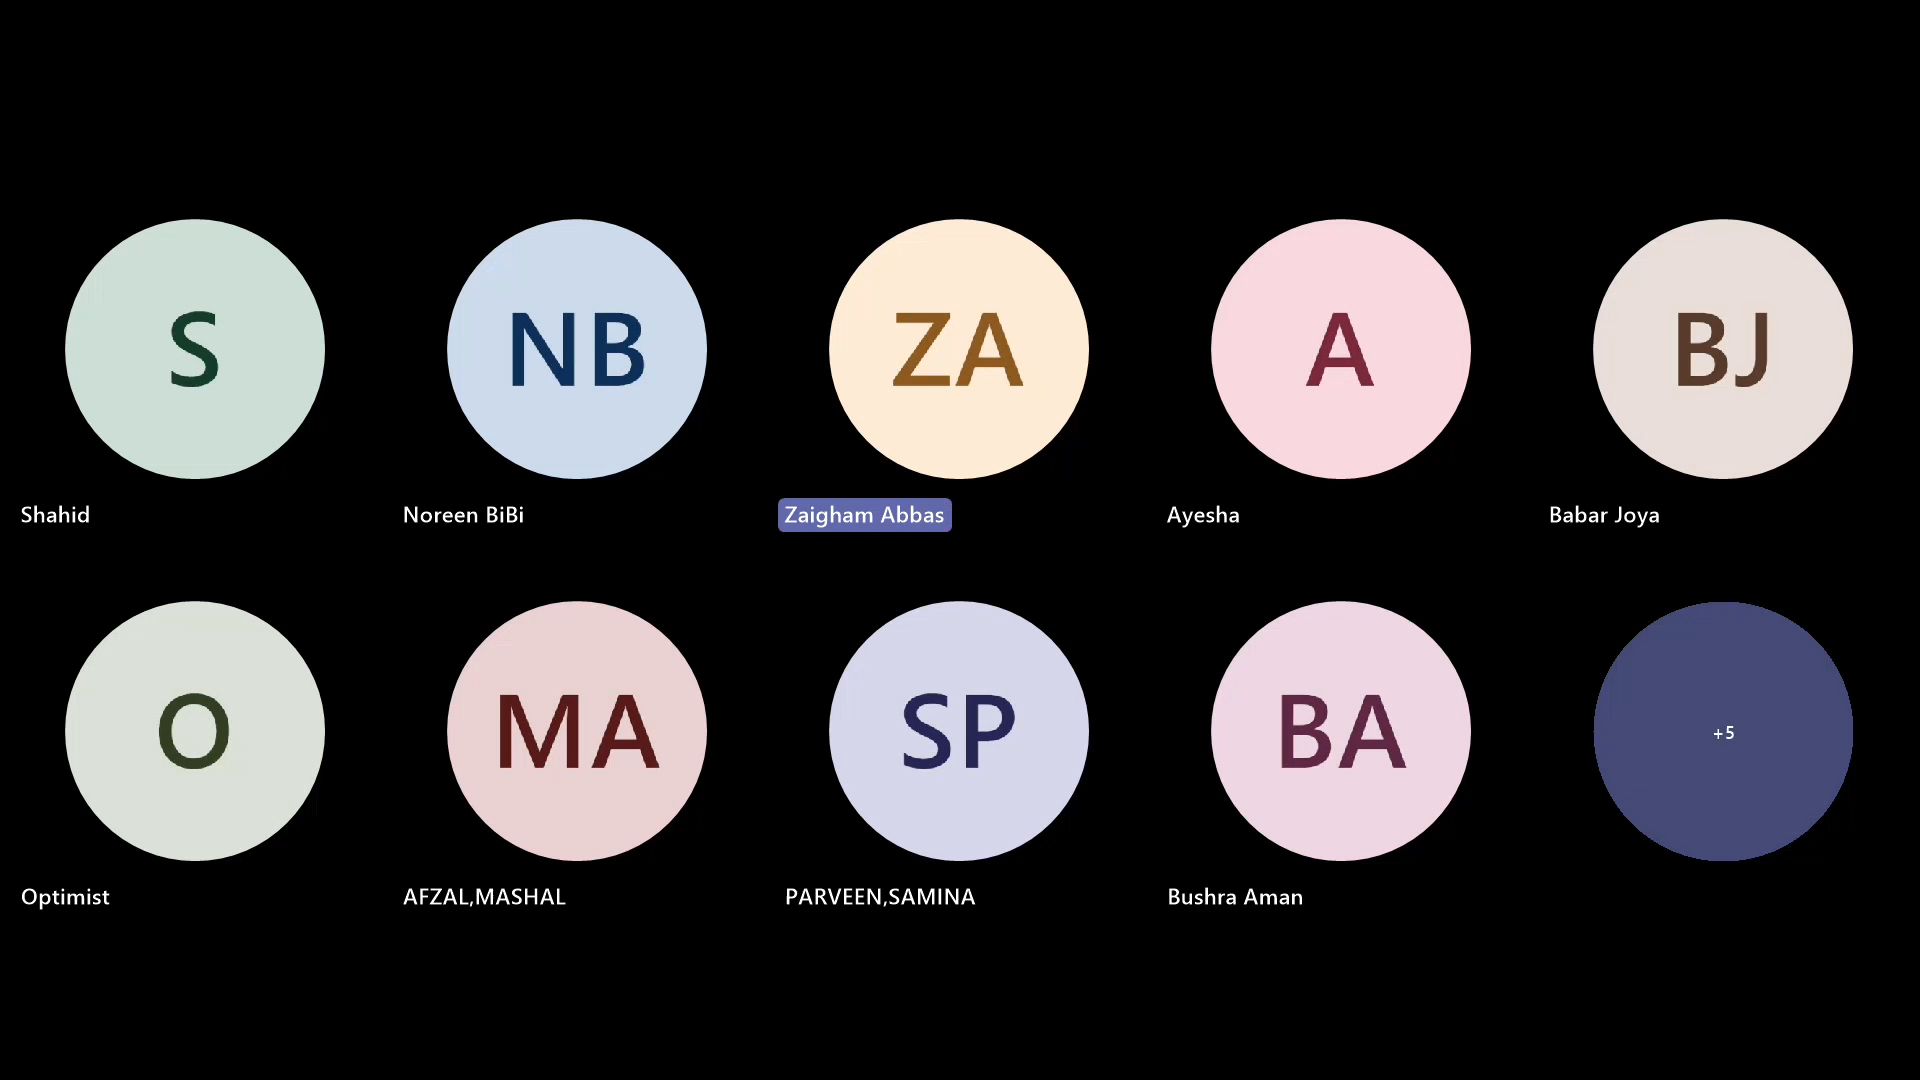 S
NB
ZA
A
BJ
Shahid
Noreen BiBi
Zaigham Abbas
Ayesha
Babar Joya
O
MA
SP
BA
+5
Optimist
AFZAL,MASHAL
PARVEEN,SAMINA
Bushra Aman